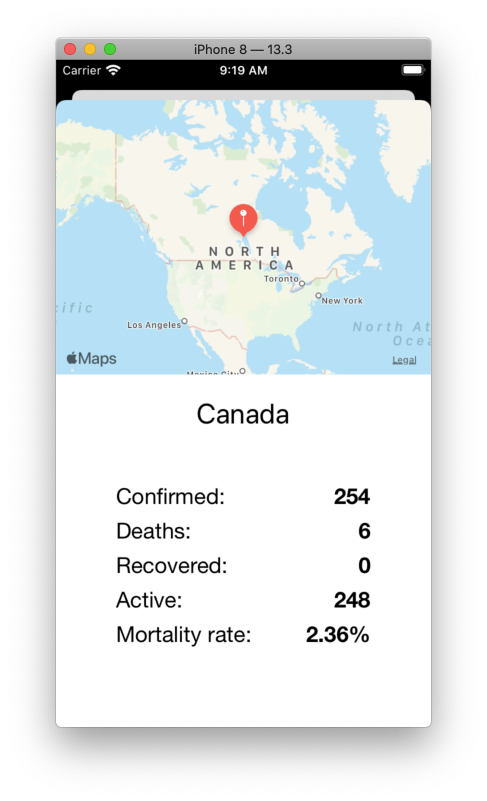 iPhone 8 — 13.3
Carrier 9:19 AM
NORTH
AMERICA
Toronto
New York
cific
Los Angeles
North At
Ocea
Maps
Legal
Mexico City
Canada
Confirmed: 254
Deaths: 6
Recovered: 0
Active: 248
Mortality rate: 2.36%